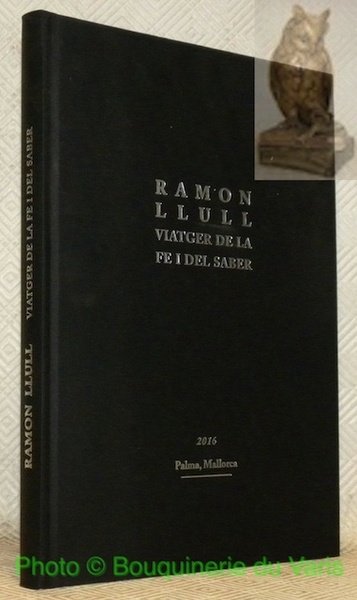 RAMON LLULL VIATGER DE LA FE I DEL SABER
RAMON
LLULL
VIATGER DE LA
FE I DEL SABER
2016
Palma, Mallorca
Photo © Bouquinerie du Varis